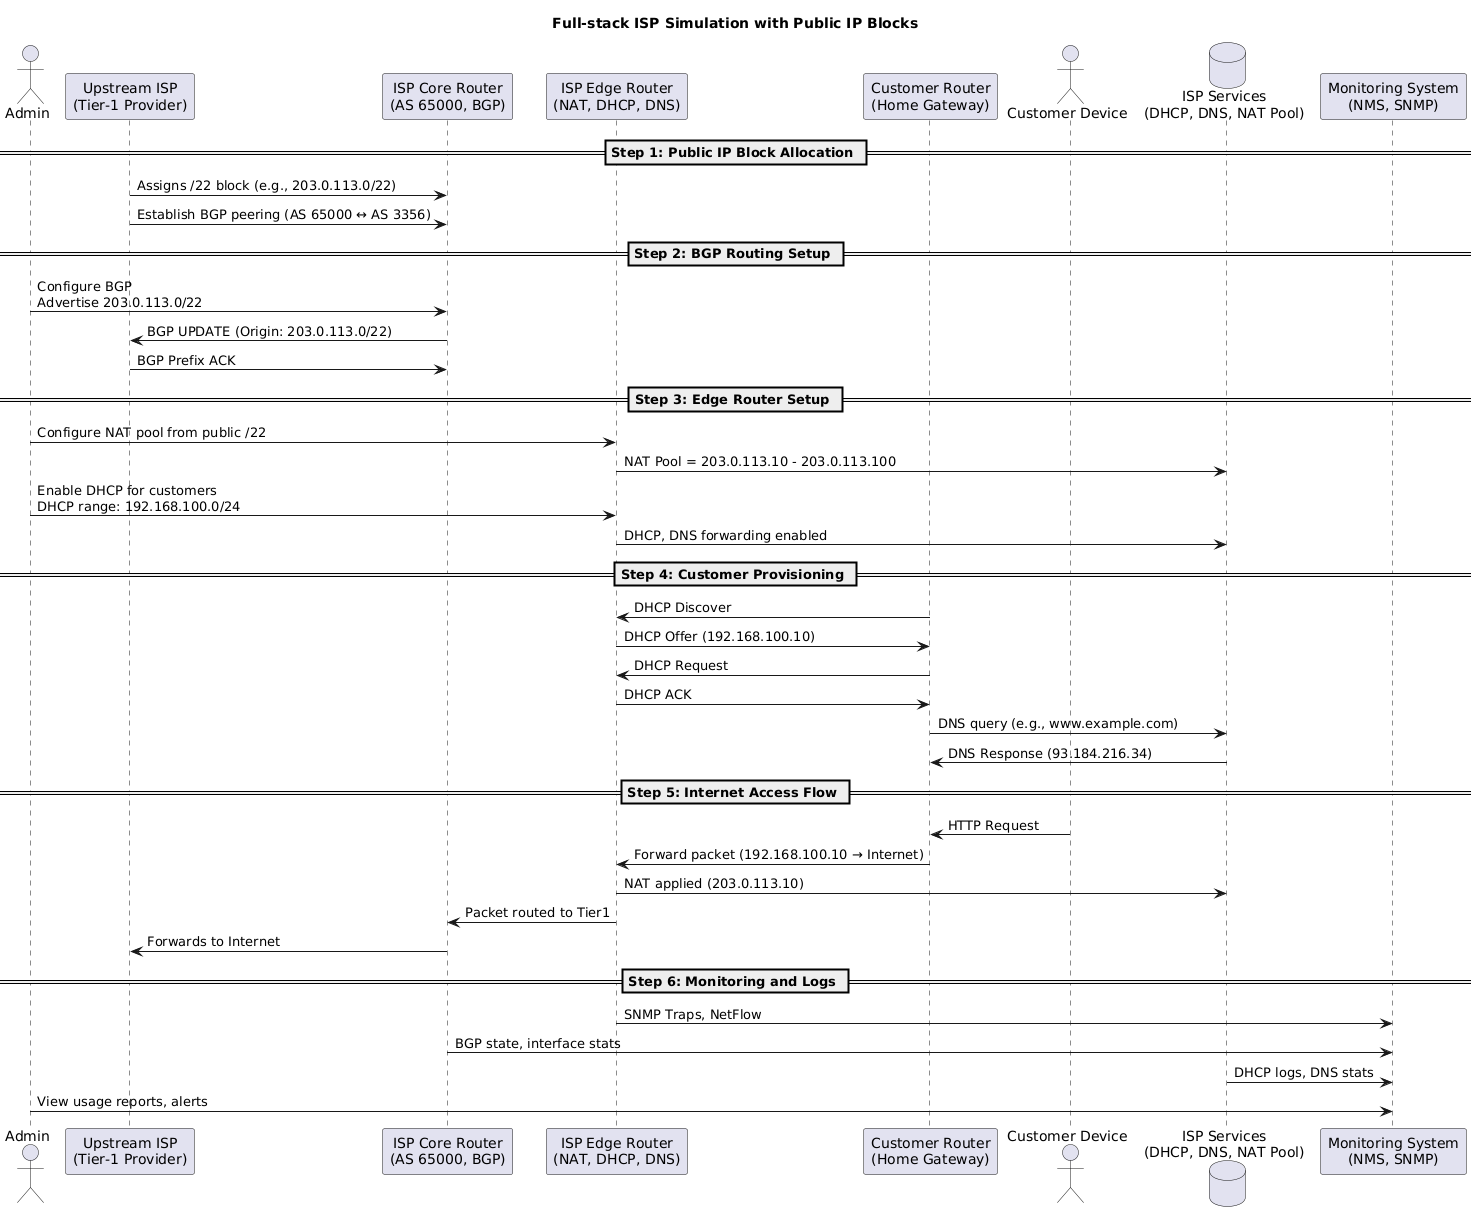 Full-stack ISP Simulation with Public IP Blocks
Admin
Upstream ISP
(Tier-1 Provider)
ISP Core Router
(AS 65000, BGP)
ISP Edge Router
(NAT, DHCP, DNS)
Customer Router
(Home Gateway)
Customer Device
ISP Services
(DHCP, DNS, NAT Pool)
Monitoring System
(NMS, SNMP)
Step 1: Public IP Block Allocation
Assigns /22 block (e.g., 203.0.113.0/22)
Establish BGP peering (AS 65000 ↔ AS 3356)
Step 2: BGP Routing Setup
Configure BGP
Advertise 203.0.113.0/22
BGP UPDATE (Origin: 203.0.113.0/22)
BGP Prefix ACK
Step 3: Edge Router Setup
Configure NAT pool from public /22
NAT Pool = 203.0.113.10 - 203.0.113.100
Enable DHCP for customers
DHCP range: 192.168.100.0/24
DHCP, DNS forwarding enabled
Step 4: Customer Provisioning
DHCP Discover
DHCP Offer (192.168.100.10)
DHCP Request
DHCP ACK
DNS query (e.g., www.example.com)
DNS Response (93.184.216.34)
Step 5: Internet Access Flow
HTTP Request
Forward packet (192.168.100.10 → Internet)
NAT applied (203.0.113.10)
Packet routed to Tier1
Forwards to Internet
Step 6: Monitoring and Logs
SNMP Traps, NetFlow
BGP state, interface stats
DHCP logs, DNS stats
View usage reports, alerts
Admin
Upstream ISP
(Tier-1 Provider)
ISP Core Router
(AS 65000, BGP)
ISP Edge Router
(NAT, DHCP, DNS)
Customer Router
(Home Gateway)
Customer Device
ISP Services
(DHCP, DNS, NAT Pool)
Monitoring System
(NMS, SNMP)